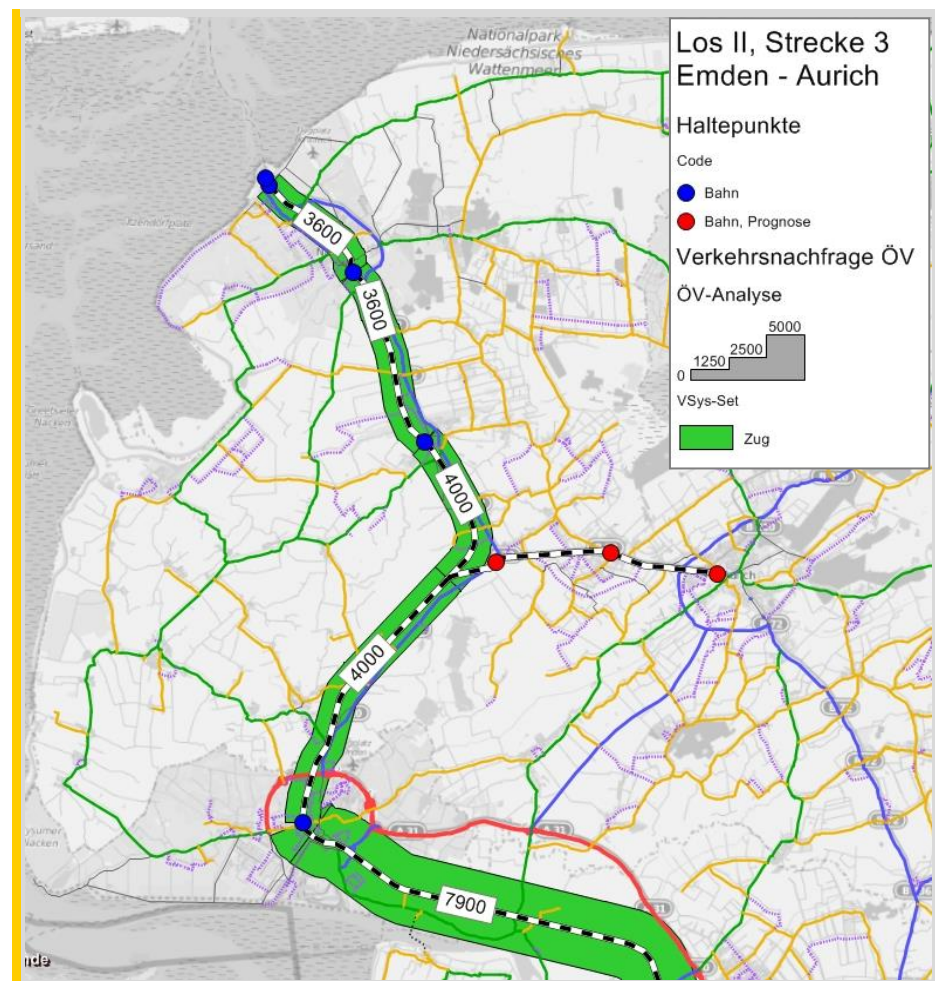 Nationalpark
Niedersächsisches
Wattenmeer
Los II, Strecke 3
Emden - Aurich
Haltepunkte
Code
Bahn
Bahn, Prognose
Verkehrsnachfrage ÖV
ÖV-Analyse
5000
2500
1250
0
VSys-Set
Zug
3600
3600
4000
4000
7900